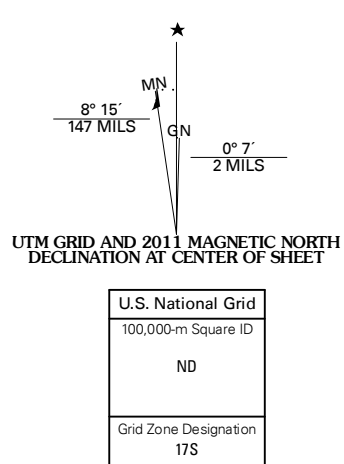 ★
MN
8° 15´
147 MILS
GN
0° 7´
2 MILS
UTM GRID AND 2011 MAGNETIC NORTH
DECLINATION AT CENTER OF SHEET
U.S. National Grid
100,000-m Square ID
ND
Grid Zone Designation
17S